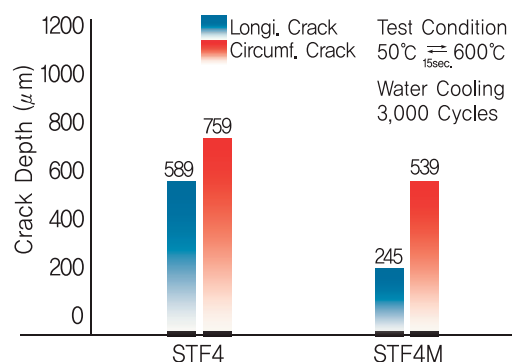 1200
1000
800
600
400
200
0
Crack Depth (μm)
Longi. Crack
Circumf. Crack
Test Condition
50℃ ⇄ 600℃
15sec.
Water Cooling
3,000 Cycles
589
759
245
539
STF4
STF4M